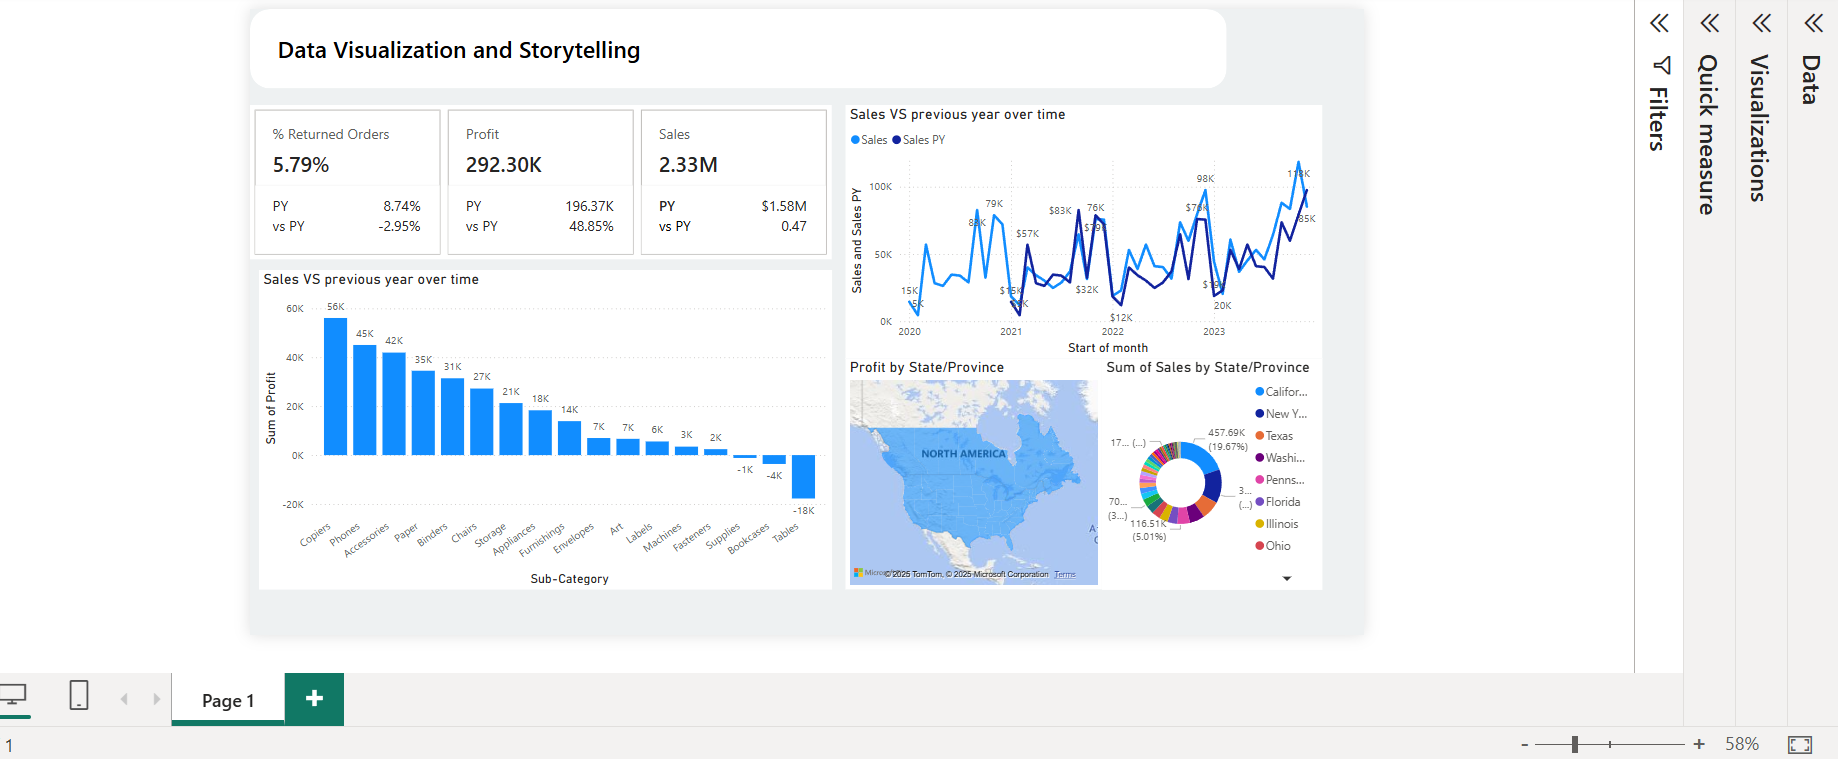 Data Visualization and Storytelling
% Returned Orders
5.79%
PY 8.74%
vs PY -2.95%
Profit
292.30K
PY 196.37K
vs PY 48.85%
Sales
2.33M
PY $1.58M
vs PY 0.47
Sales VS previous year over time
Sum of Profit
60K
40K
20K
0K
-20K
56K
45K
42K
35K
31K
27K
21K
18K
14K
7K
7K
6K
3K
2K
-1K
-4K
-18K
Copiers
Phones
Accessories
Paper
Binders
Chairs
Storage
Appliances
Furnishings
Envelopes
Art
Labels
Machines
Fasteners
Supplies
Bookcases
Tables
Sub-Category
Sales VS previous year over time
Sales Sales PY
Sales and Sales PY
100K
50K
0K
15K
5K
79K
$15K
$57K
$83K
76K
$32K
$12K
98K
20K
118K
85K
2020
2021
2022
2023
Start of month
Profit by State/Province
NORTH AMERICA
© 2025 TomTom, © 2025 Microsoft Corporation Terms
Sum of Sales by State/Province
457.69K
(19.67%)
3...
(...)
116.51K
(5.01%)
70...
(3...)
17... (...)
Califor...
New Y...
Texas
Washi...
Penns...
Florida
Illinois
Ohio
Filters
Quick measure
Visualizations
Data
Page 1
+
1
- + 58%